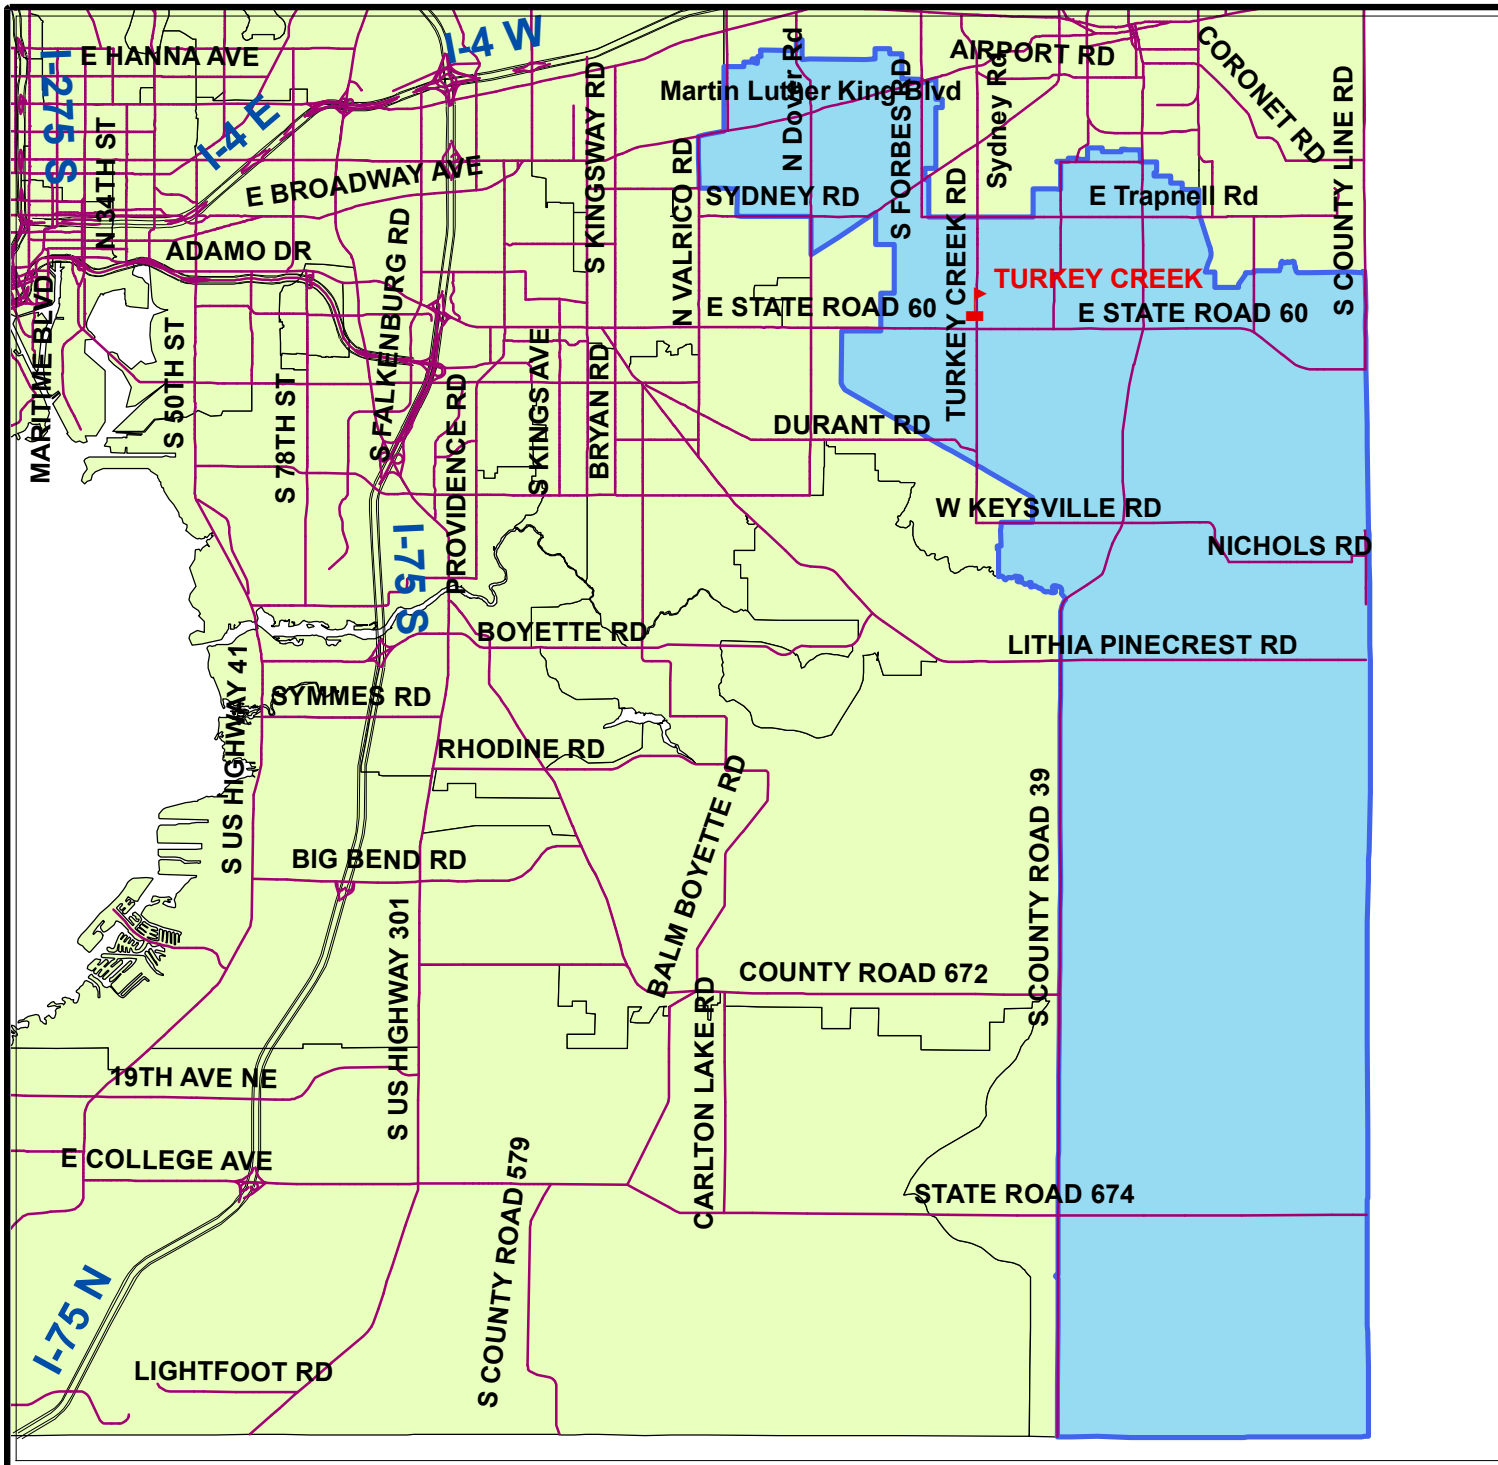 I-4 W
E HANNA AVE
AIRPORT RD
CORONET RD
I-275 S
N Dover Rd
Martin Luther King Blvd
S FORBES RD
Sydney Rd
S COUNTY LINE RD
S KINGSWAY RD
I-4 E
N 34TH ST
E BROADWAY AVE
N VALRICO RD
SYDNEY RD
TURKEY CREEK RD
E Trapnell Rd
ADAMO DR
S FALKENBURG RD
TURKEY CREEK
E STATE ROAD 60
E STATE ROAD 60
MARITIME BLVD
S 50TH ST
S 78TH ST
PROVIDENCE RD
S KINGS AVE
BRYAN RD
DURANT RD
W KEYSVILLE RD
NICHOLS RD
I-75 S
BOYETTE RD
LITHIA PINECREST RD
S US HIGHWAY 41
SYMMES RD
RHODINE RD
BALM BOYETTE RD
S COUNTY ROAD 39
BIG BEND RD
S US HIGHWAY 301
COUNTY ROAD 672
CARLTON LAKE RD
19TH AVE NE
E COLLEGE AVE
S COUNTY ROAD 579
STATE ROAD 674
I-75 N
LIGHTFOOT RD